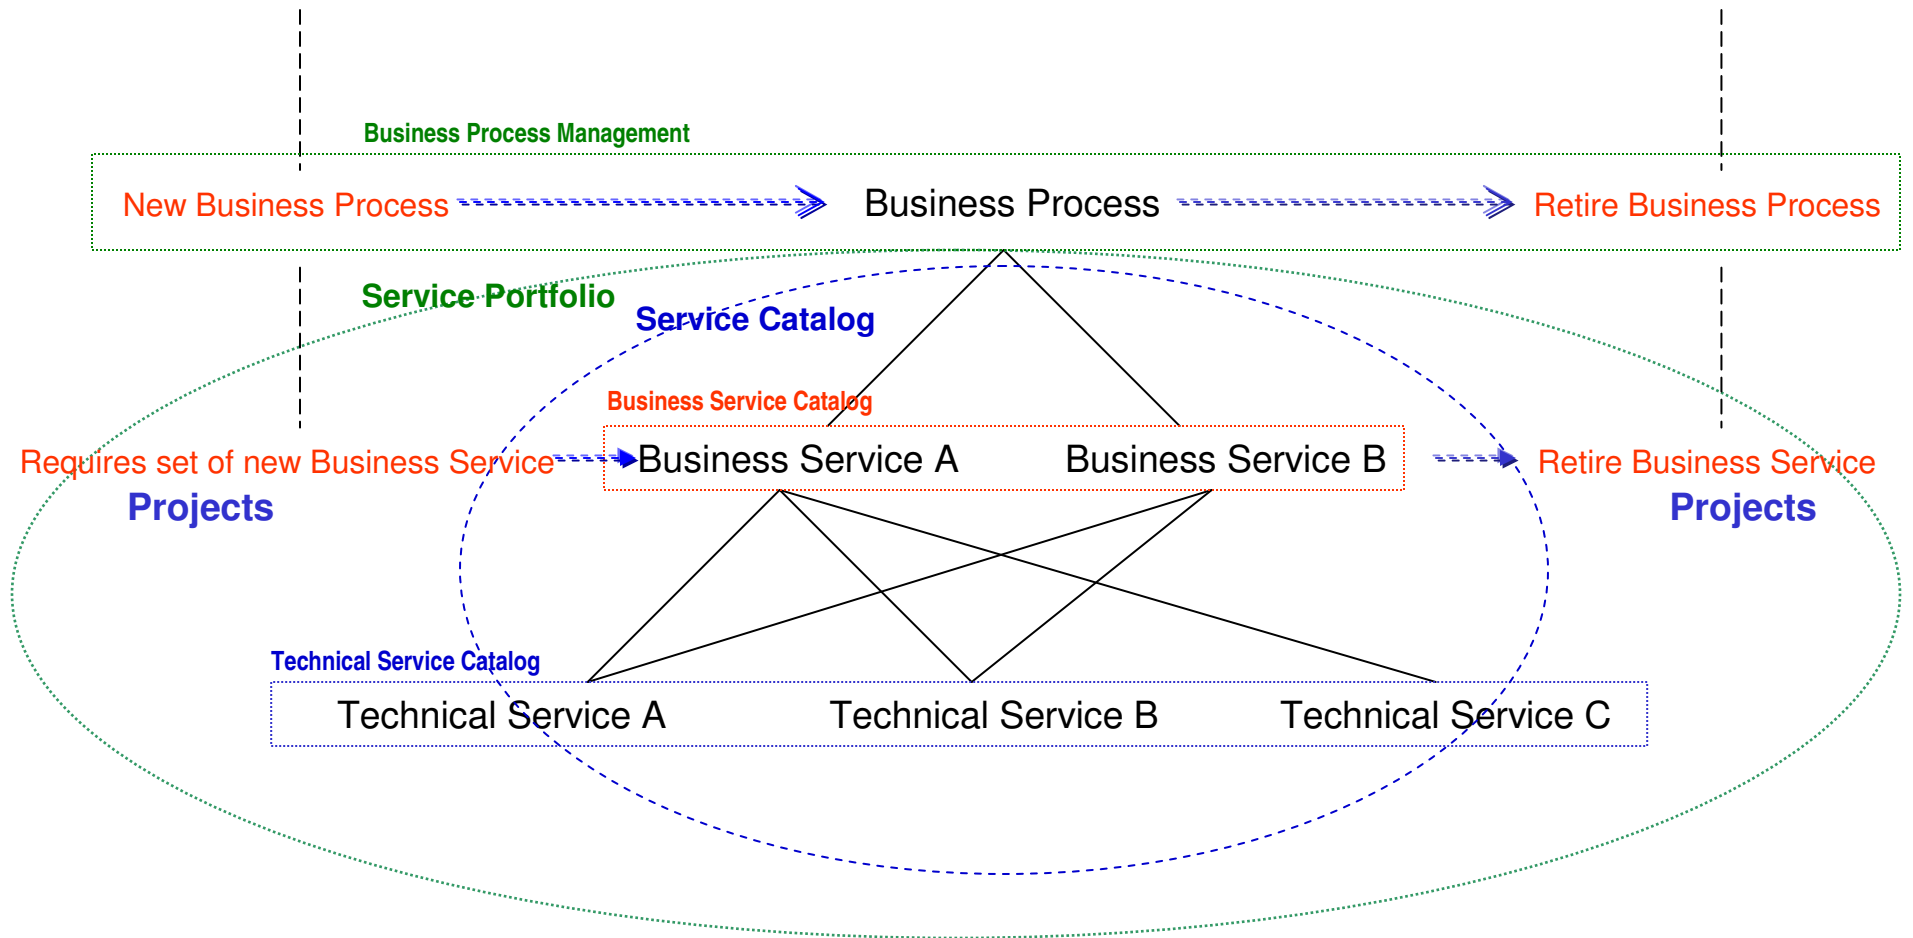 Business Process Management
New Business Process
Business Process
Retire Business Process
Service Portfolio
Service Catalog
Business Service Catalog
Requires set of new Business Service
Business Service A
Business Service B
Retire Business Service
Projects
Projects
Technical Service Catalog
Technical Service A
Technical Service B
Technical Service C